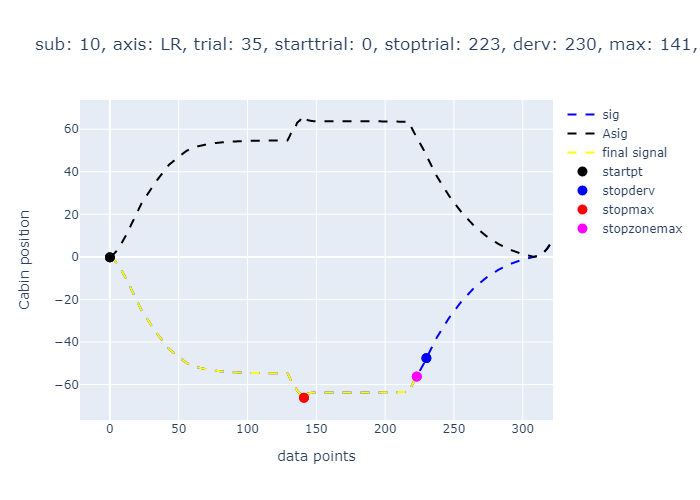 sub: 10, axis: LR, trial: 35, starttrial: 0, stoptrial: 223, derv: 230, max: 141,
sig
Asig
final signal
startpt
stopderv
stopmax
stopzonemax
Cabin position
60
40
20
0
−20
−40
−60
0 50 100 150 200 250 300
data points